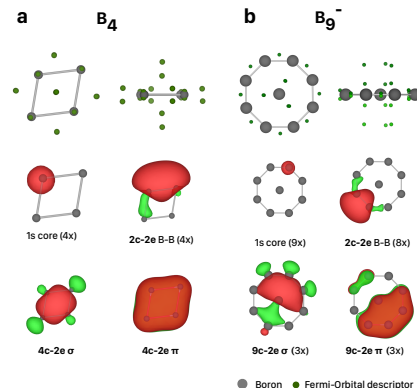 a B₄ b B₉⁻
1s core (4x) 2c-2e B-B (4x) 1s core (9x) 2c-2e B-B (8x)
4c-2e σ 4c-2e π 9c-2e σ (3x) 9c-2e π (3x)
Boron Fermi-Orbital descriptor